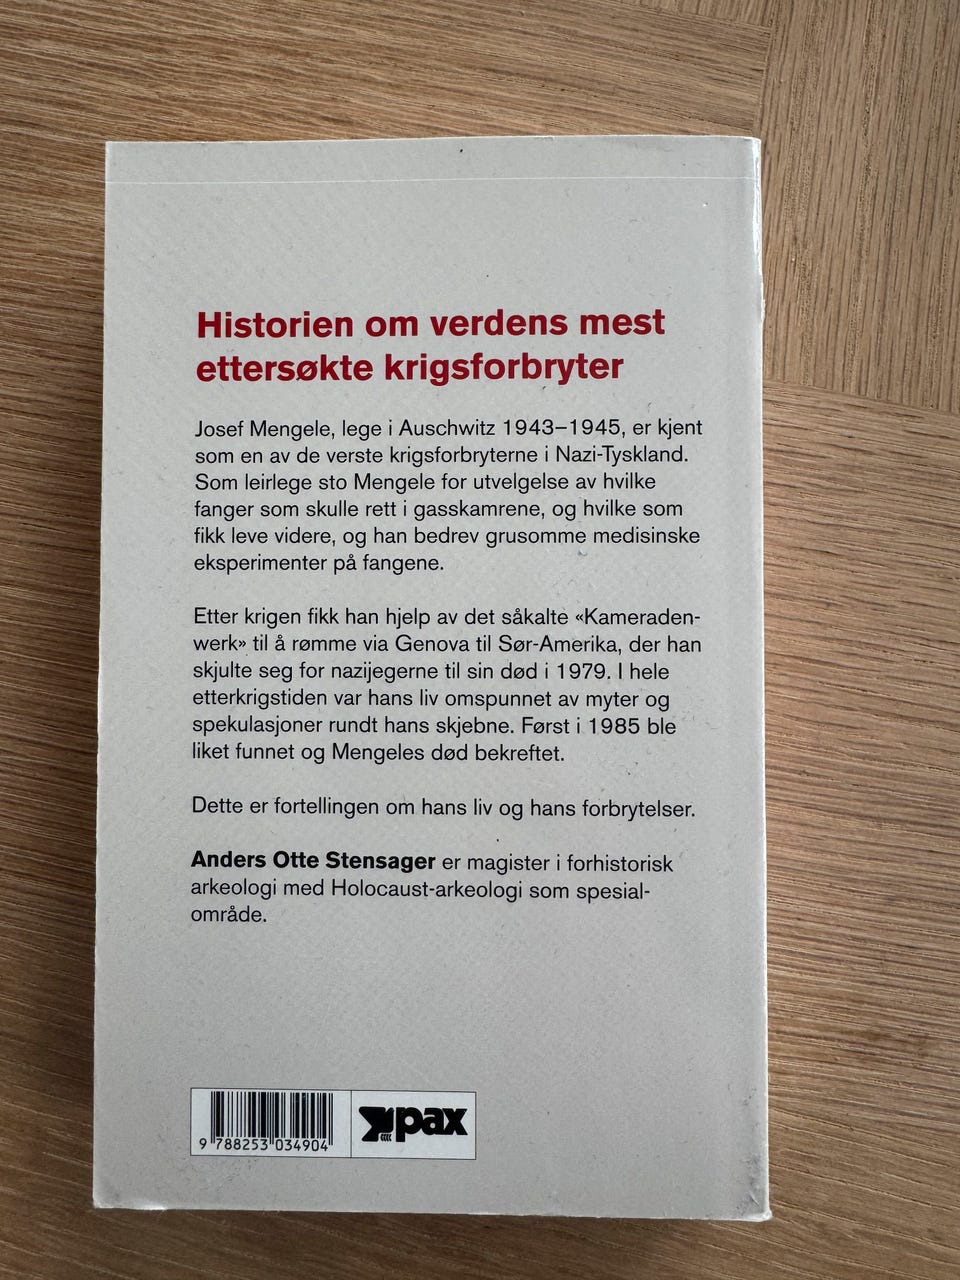 Historien om verdens mest
ettersøkte krigsforbryter
Josef Mengele, lege i Auschwitz 1943–1945, er kjent
som en av de verste krigsforbryterne i Nazi-Tyskland.
Som leirlege sto Mengele for utvelgelse av hvilke
fanger som skulle rett i gasskamrene, og hvilke som
fikk leve videre, og han bedrev grusomme medisinske
eksperimenter på fangene.
Etter krigen fikk han hjelp av det såkalte «Kameraden-
werk» til å rømme via Genova til Sør-Amerika, der han
skjulte seg for nazijegerne til sin død i 1979. I hele
etterkrigstiden var hans liv omspunnet av myter og
spekulasjoner rundt hans skjebne. Først i 1985 ble
liket funnet og Mengeles død bekreftet.
Dette er fortellingen om hans liv og hans forbrytelser.
Anders Otte Stensager er magister i forhistorisk
arkeologi med Holocaust-arkeologi som spesial-
område.
9 788253 034904
pax